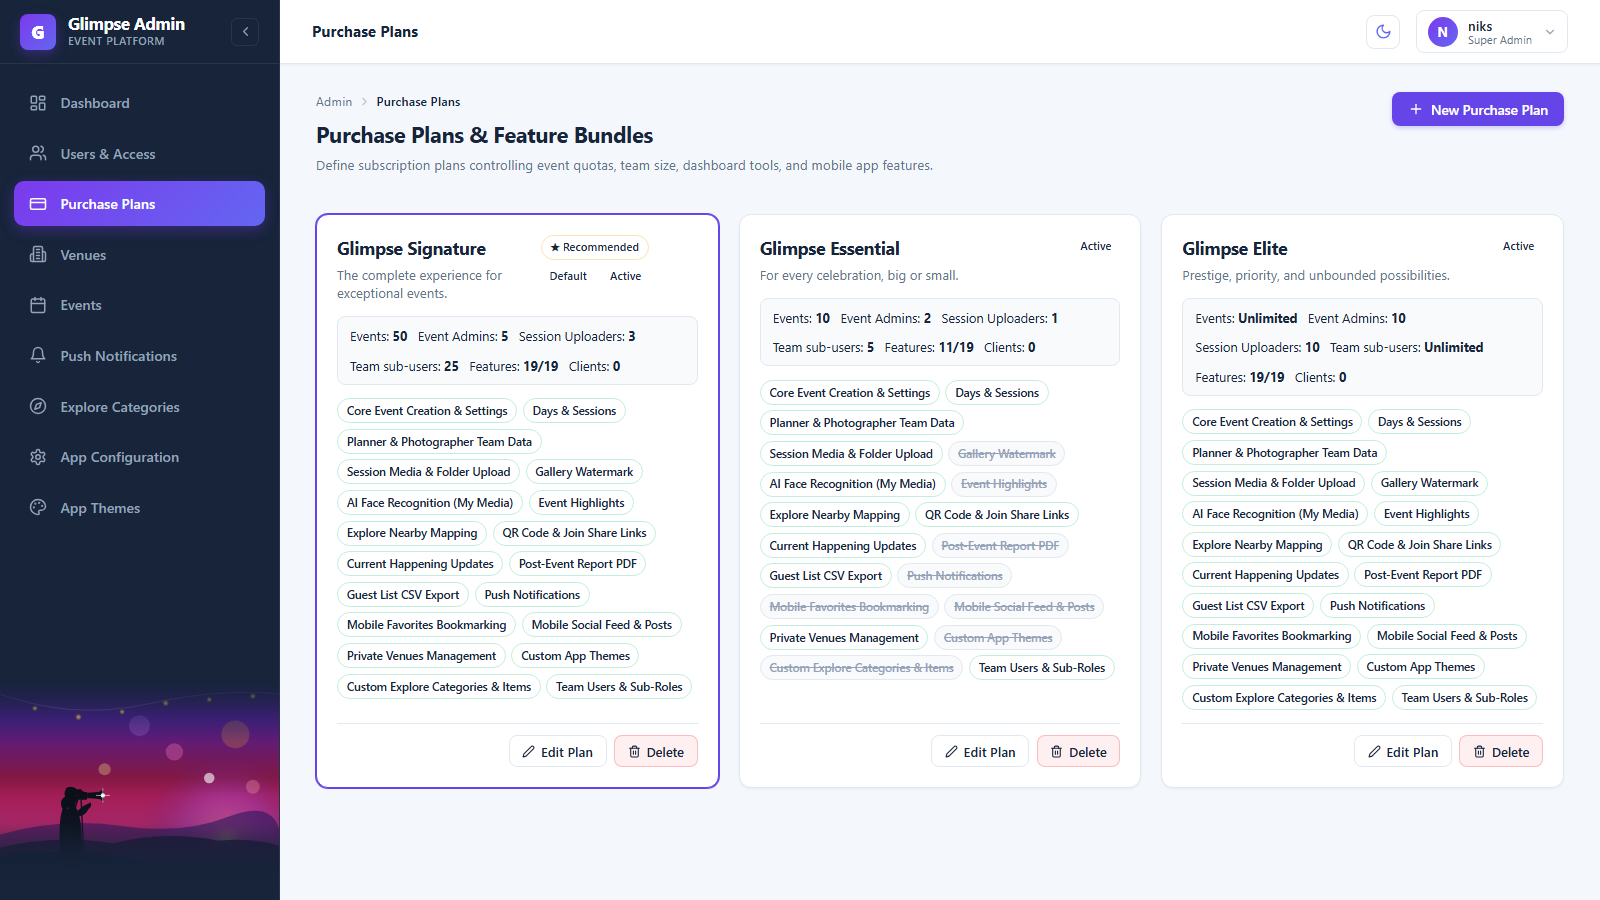 G
Glimpse Admin
EVENT PLATFORM
Dashboard
Users & Access
Purchase Plans
Venues
Events
Push Notifications
Explore Categories
App Configuration
App Themes
Purchase Plans
N
niks
Super Admin
Admin > Purchase Plans
Purchase Plans & Feature Bundles
Define subscription plans controlling event quotas, team size, dashboard tools, and mobile app features.
+ New Purchase Plan
Glimpse Signature
★ Recommended
Default Active
The complete experience for
exceptional events.
Events: 50 Event Admins: 5 Session Uploaders: 3
Team sub-users: 25 Features: 19/19 Clients: 0
Core Event Creation & Settings Days & Sessions
Planner & Photographer Team Data
Session Media & Folder Upload Gallery Watermark
AI Face Recognition (My Media) Event Highlights
Explore Nearby Mapping QR Code & Join Share Links
Current Happening Updates Post-Event Report PDF
Guest List CSV Export Push Notifications
Mobile Favorites Bookmarking Mobile Social Feed & Posts
Private Venues Management Custom App Themes
Custom Explore Categories & Items Team Users & Sub-Roles
Edit Plan Delete
Glimpse Essential
Active
For every celebration, big or small.
Events: 10 Event Admins: 2 Session Uploaders: 1
Team sub-users: 5 Features: 11/19 Clients: 0
Core Event Creation & Settings Days & Sessions
Planner & Photographer Team Data
Session Media & Folder Upload Gallery Watermark
AI Face Recognition (My Media) Event Highlights
Explore Nearby Mapping QR Code & Join Share Links
Current Happening Updates Post-Event Report PDF
Guest List CSV Export Push Notifications
Mobile Favorites Bookmarking Mobile Social Feed & Posts
Private Venues Management Custom App Themes
Custom Explore Categories & Items Team Users & Sub-Roles
Edit Plan Delete
Glimpse Elite
Active
Prestige, priority, and unbounded possibilities.
Events: Unlimited Event Admins: 10
Session Uploaders: 10 Team sub-users: Unlimited
Features: 19/19 Clients: 0
Core Event Creation & Settings Days & Sessions
Planner & Photographer Team Data
Session Media & Folder Upload Gallery Watermark
AI Face Recognition (My Media) Event Highlights
Explore Nearby Mapping QR Code & Join Share Links
Current Happening Updates Post-Event Report PDF
Guest List CSV Export Push Notifications
Mobile Favorites Bookmarking Mobile Social Feed & Posts
Private Venues Management Custom App Themes
Custom Explore Categories & Items Team Users & Sub-Roles
Edit Plan Delete